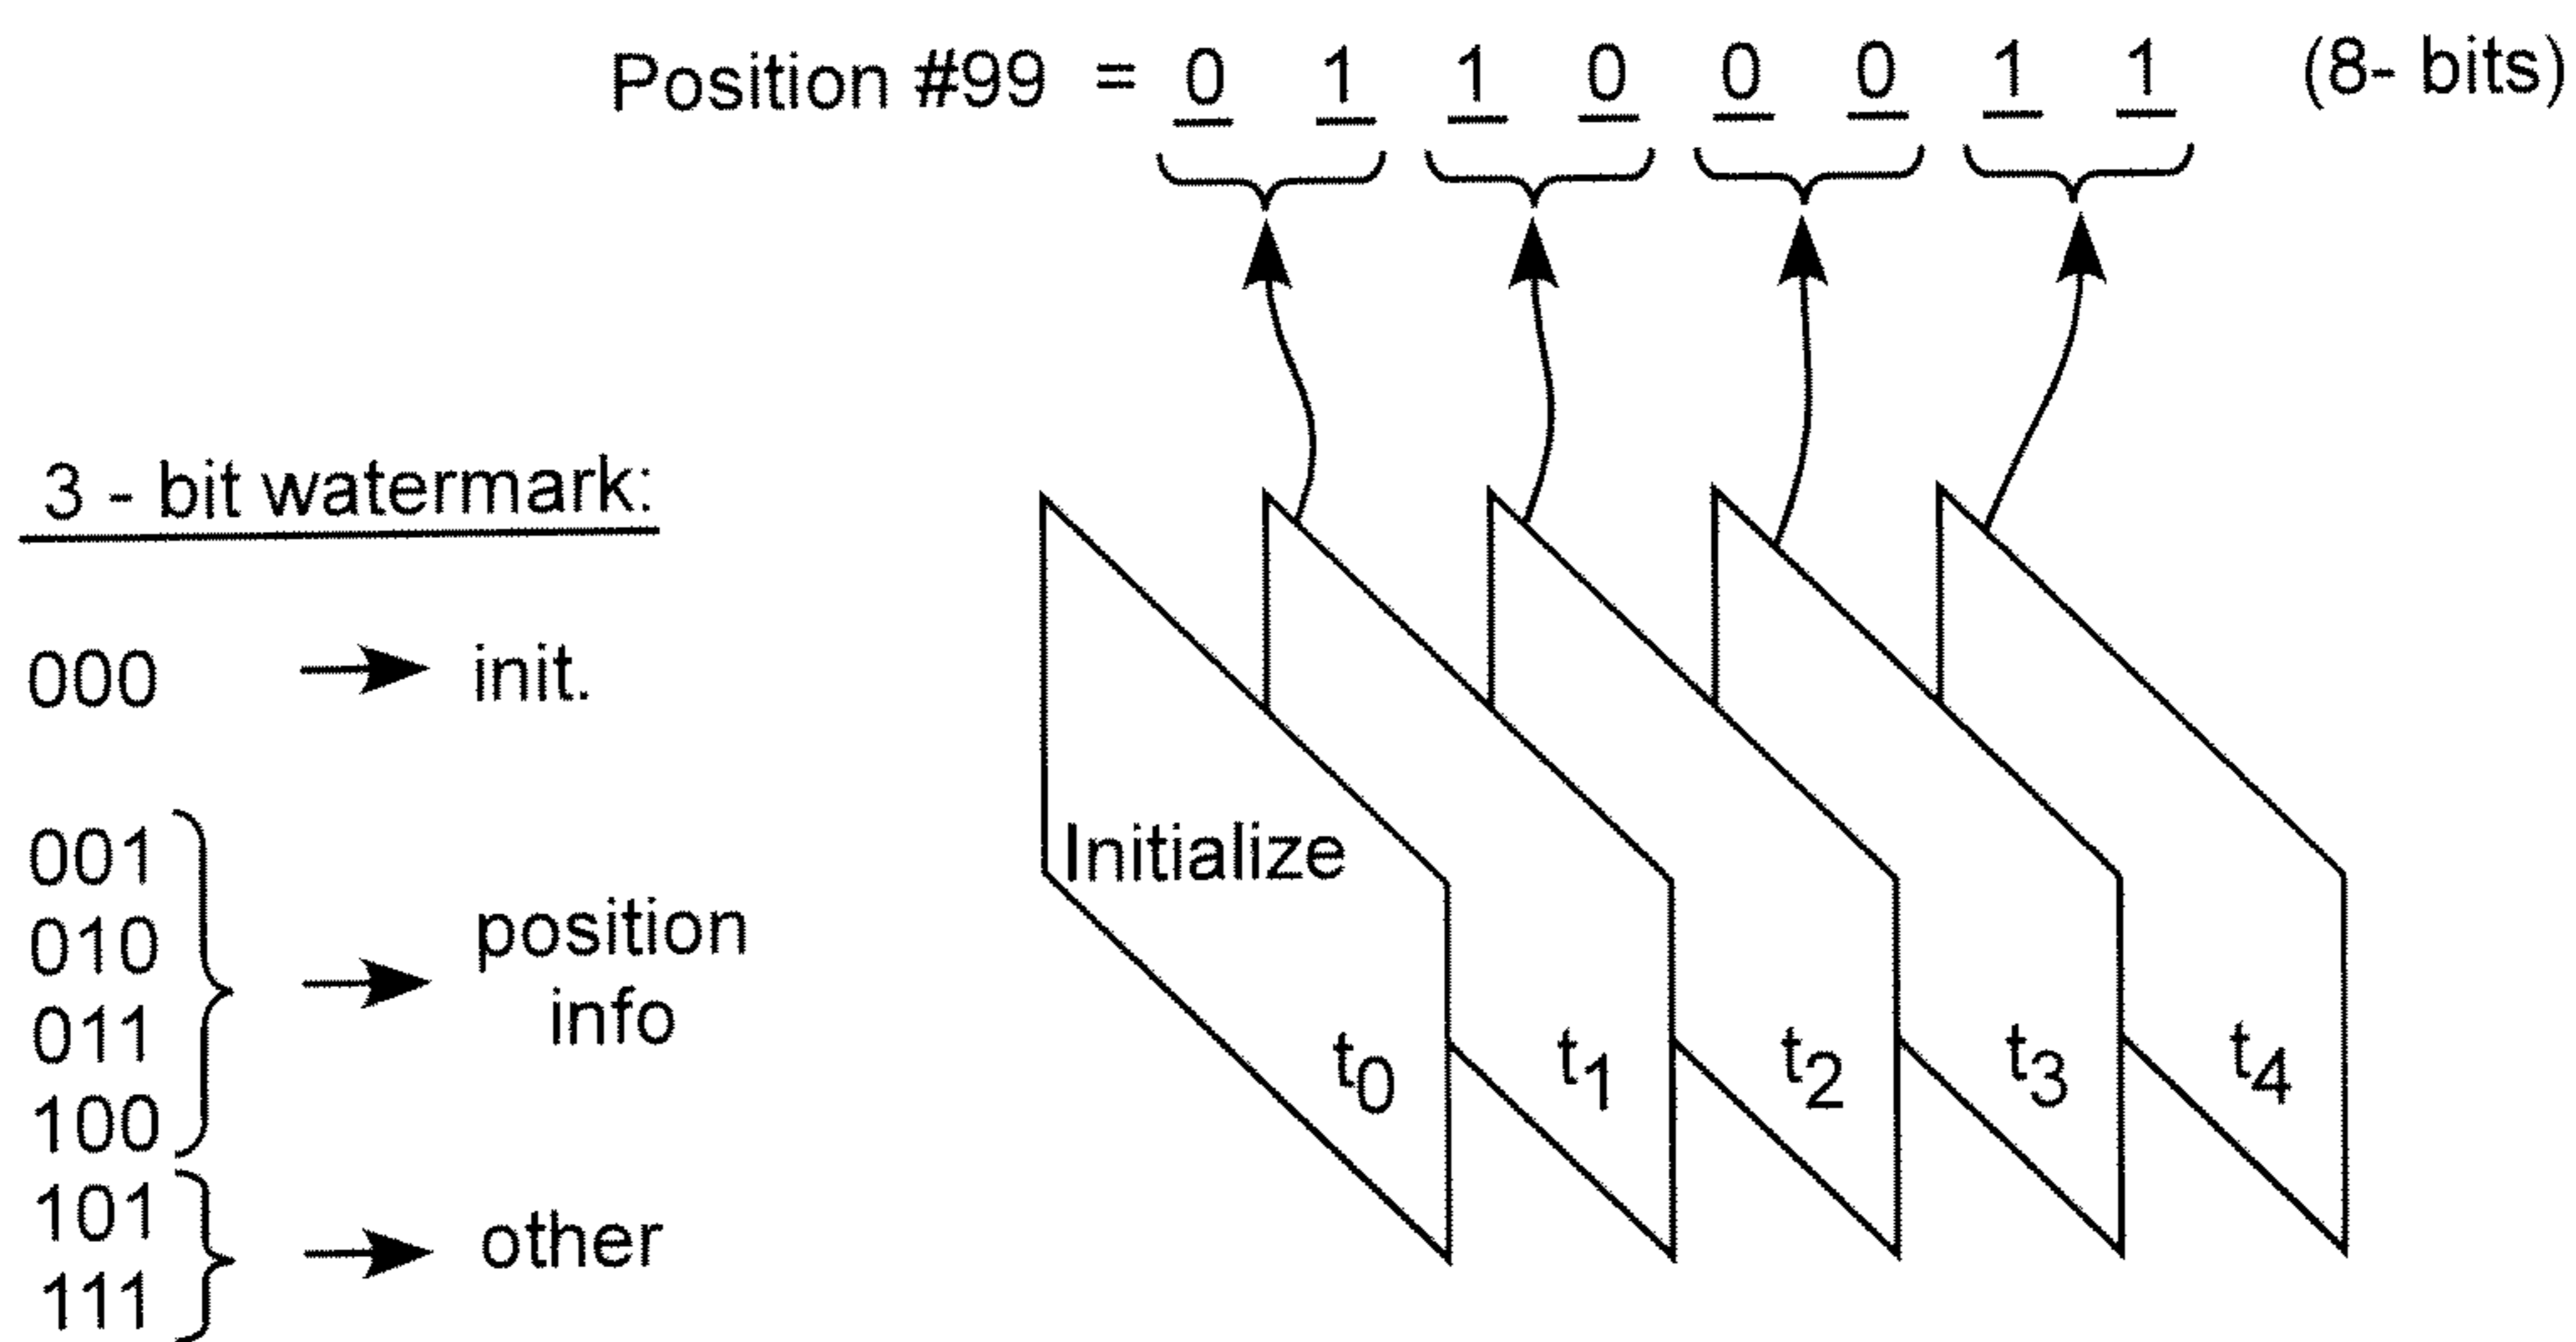 Position #99 = 0 1 1 0 0 0 1 1 (8- bits)
3 - bit watermark:
000 → init.
001
010
011
100
position
info
101
111
other
Initialize
t0 t1 t2 t3 t4